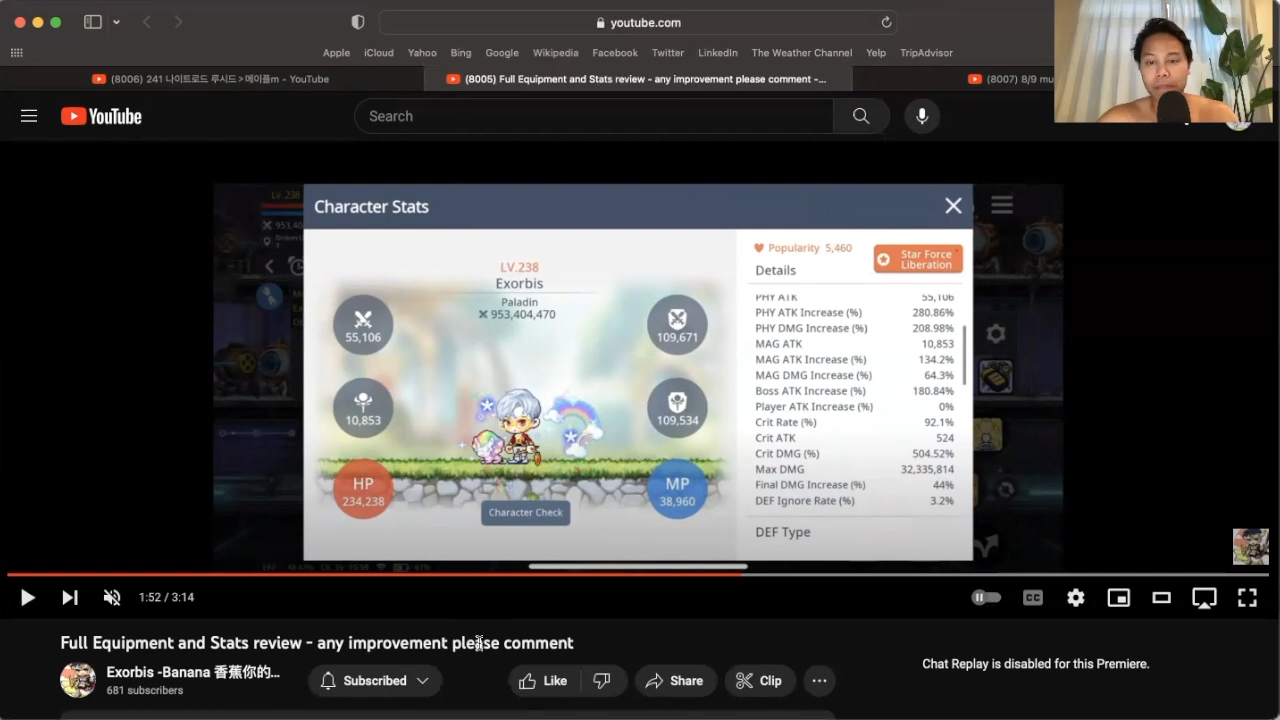 youtube.com
Apple iCloud Yahoo Bing Google Wikipedia Facebook Twitter LinkedIn The Weather Channel Yelp TripAdvisor
(8006) 241 나이트로드 루시드 > 메이플m - YouTube
(8005) Full Equipment and Stats review - any improvement please comment -...
(8007) 8/9 mu
YouTube
Search
Character Stats
LV.238
Exorbis
Paladin
953,404,470
55,106
109,671
10,853
109,534
HP
234,238
MP
38,960
Character Check
Popularity 5,460
Star Force
Liberation
Details
PHY ATK 55,106
PHY ATK Increase (%) 280.86%
PHY DMG Increase (%) 208.98%
MAG ATK 10,853
MAG ATK Increase (%) 134.2%
MAG DMG Increase (%) 64.3%
Boss ATK Increase (%) 180.84%
Player ATK Increase (%) 0%
Crit Rate (%) 92.1%
Crit ATK 524
Crit DMG (%) 504.52%
Max DMG 32,335,814
Final DMG Increase (%) 44%
DEF Ignore Rate (%) 3.2%
DEF Type
Lv.238
1:52 / 3:14
CC
Full Equipment and Stats review - any improvement please comment
Exorbis -Banana 香蕉你的...
681 subscribers
Subscribed
Like
Share
Clip
Chat Replay is disabled for this Premiere.